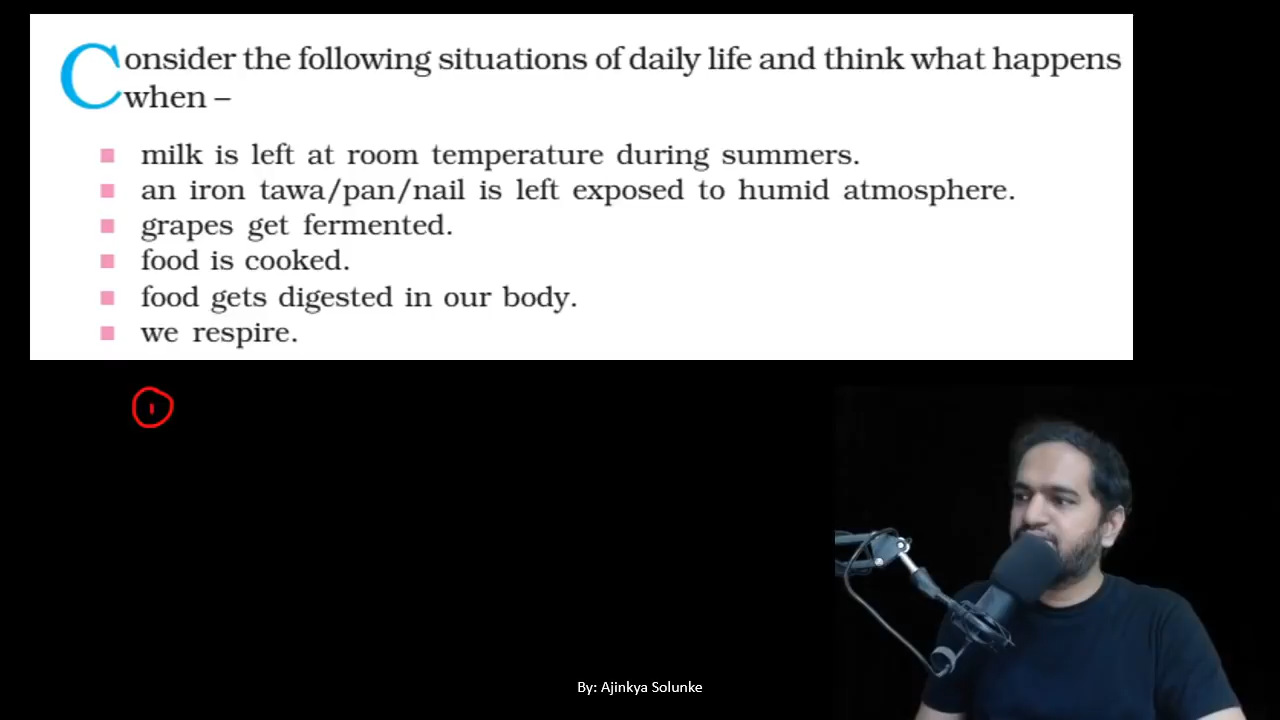 Consider the following situations of daily life and think what happens
when –
■ milk is left at room temperature during summers.
■ an iron tawa/pan/nail is left exposed to humid atmosphere.
■ grapes get fermented.
■ food is cooked.
■ food gets digested in our body.
■ we respire.
By: Ajinkya Solunke